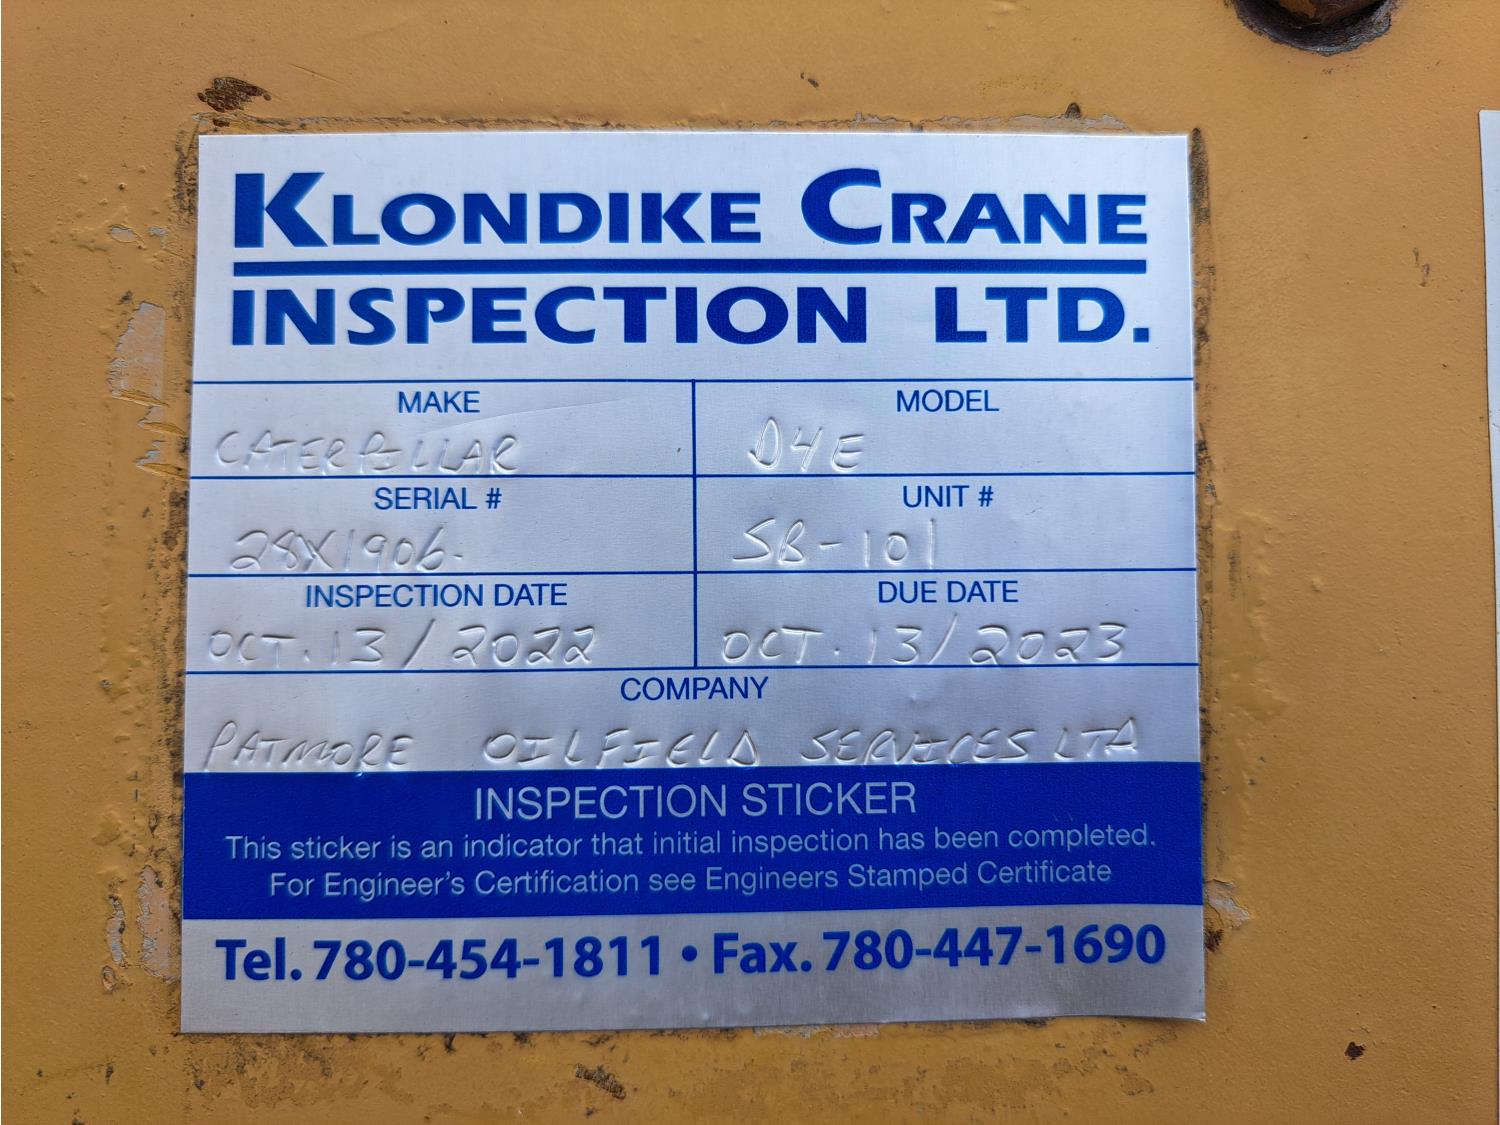 KLONDIKE CRANE
INSPECTION LTD.
MAKE
CATERPILLAR
MODEL
D4E
SERIAL #
28X1906.
UNIT #
SB-101
INSPECTION DATE
OCT. 13/2022
DUE DATE
OCT. 13/2023
COMPANY
PATMORE OILFIELD SERVICES LTD
INSPECTION STICKER
This sticker is an indicator that initial inspection has been completed.
For Engineer's Certification see Engineers Stamped Certificate
Tel. 780-454-1811 • Fax. 780-447-1690